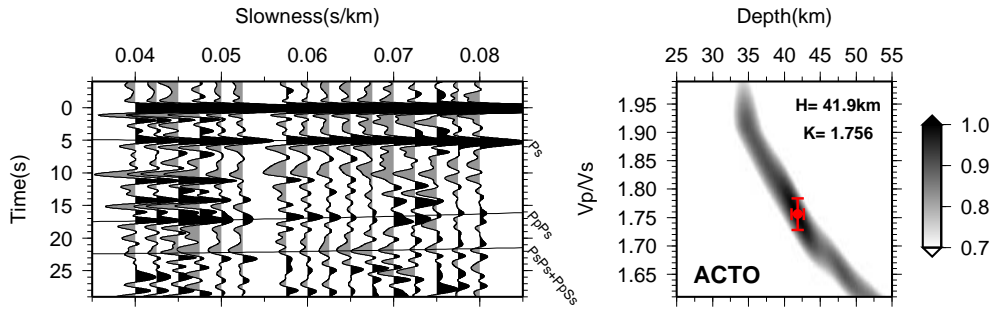 Slowness(s/km)
0.04 0.05 0.06 0.07 0.08
Time(s)
0
5
10
15
20
25
Ps
PpPs
PsPs+PpSs
Depth(km)
25 30 35 40 45 50 55
Vp/Vs
1.95
1.90
1.85
1.80
1.75
1.70
1.65
H= 41.9km
K= 1.756
ACTO
1.0
0.9
0.8
0.7